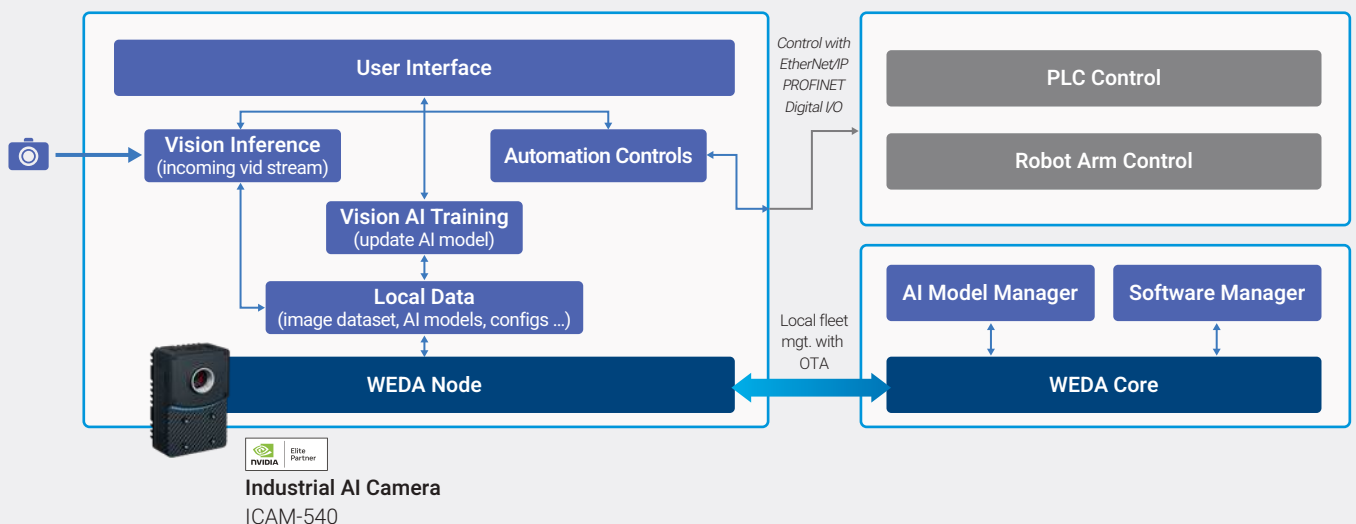 User Interface
Vision Inference
(incoming vid stream)
Automation Controls
Vision AI Training
(update AI model)
Local Data
(image dataset, AI models, configs ...)
WEDA Node
NVIDIA
Elite
Partner
Industrial AI Camera
ICAM-540
Control with
EtherNet/IP
PROFINET
Digital I/O
PLC Control
Robot Arm Control
Local fleet
mgt. with
OTA
AI Model Manager
Software Manager
WEDA Core